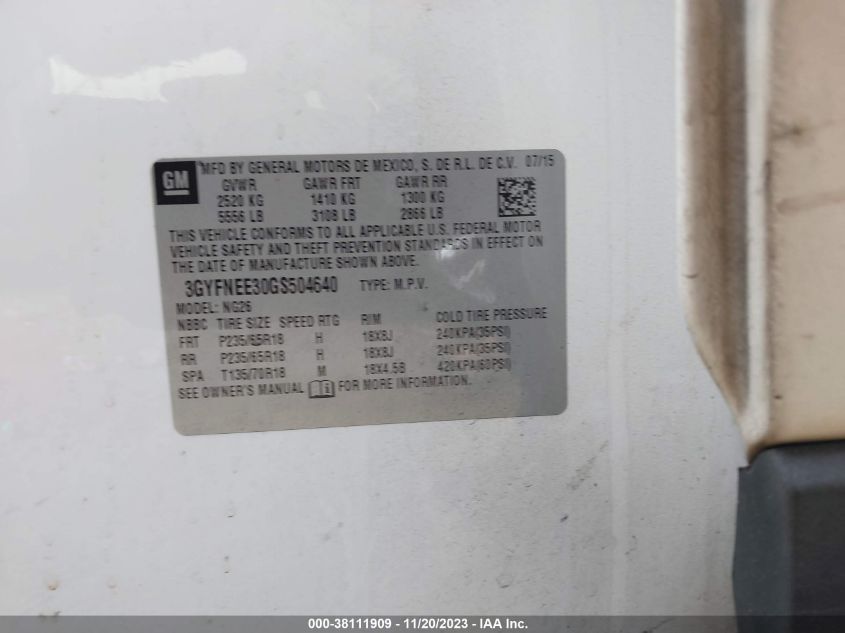 GM
MFD BY GENERAL MOTORS DE MEXICO, S. DE R.L. DE C.V. 07/15
GVWR GAWR FRT GAWR RR
2520 KG 1410 KG 1300 KG
5556 LB 3108 LB 2866 LB
THIS VEHICLE CONFORMS TO ALL APPLICABLE U.S. FEDERAL MOTOR
VEHICLE SAFETY AND THEFT PREVENTION STANDARDS IN EFFECT ON
THE DATE OF MANUFACTURE SHOWN ABOVE.
3GYFNEE30GS504640 TYPE: M.P.V.
MODEL: NG26
NBBC TIRE SIZE SPEED RTG RIM COLD TIRE PRESSURE
FRT P235/65R18 H 18X8J 240KPA(35PSI)
RR P235/65R18 H 18X8J 240KPA(35PSI)
SPA T135/70R18 M 18X4.5B 420KPA(60PSI)
SEE OWNER'S MANUAL FOR MORE INFORMATION.
000-38111909 - 11/20/2023 - IAA Inc.